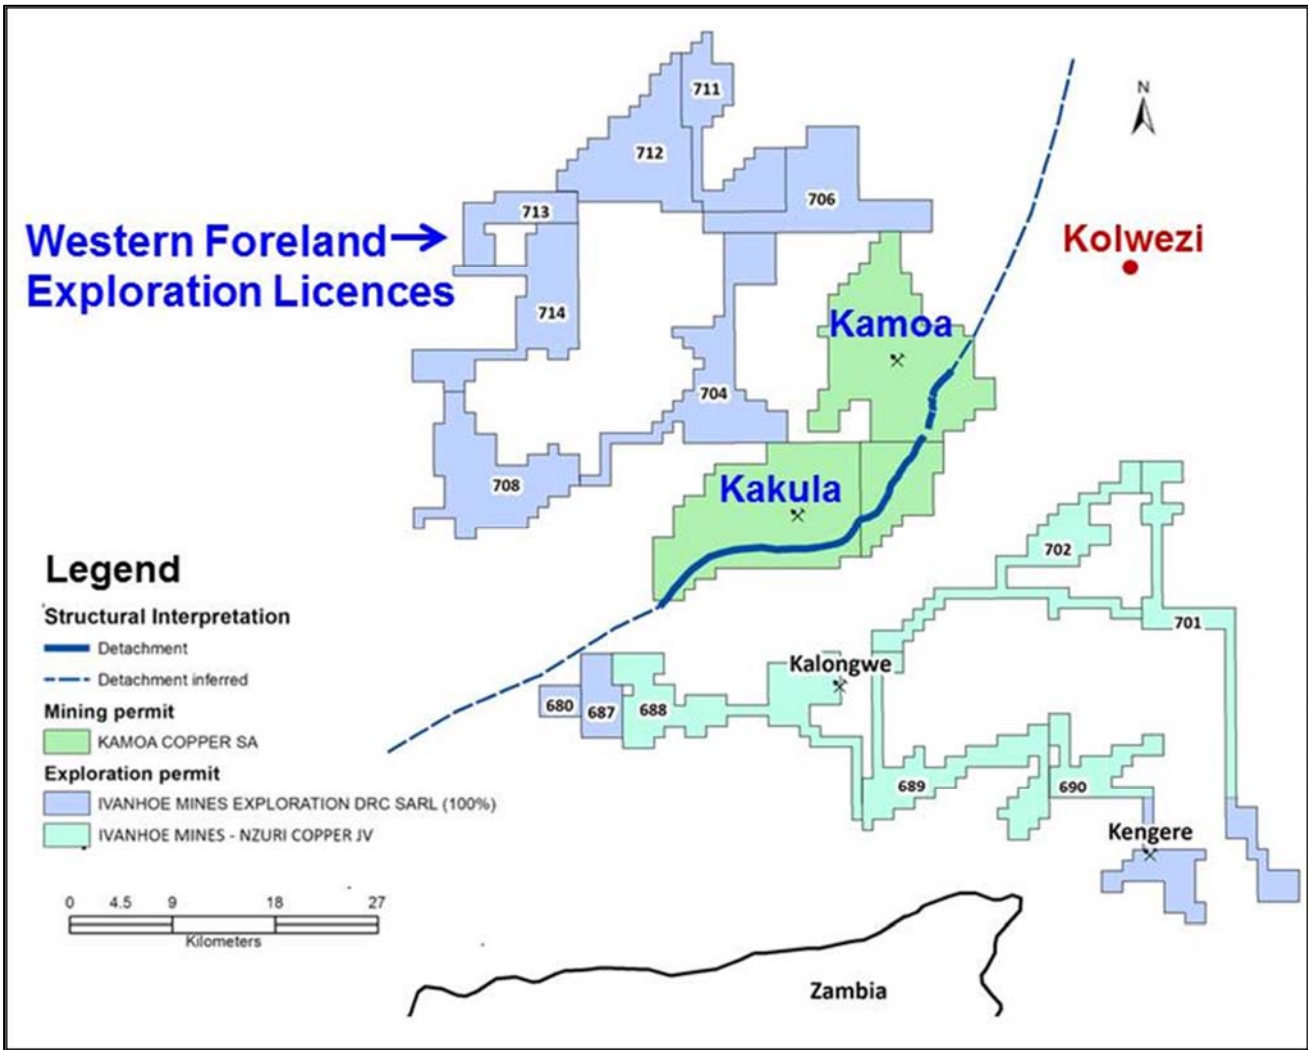 711
N
712
706
713
Western Foreland
Exploration Licences
Kolwezi
714
Kamoa
704
708
Kakula
702
701
Kalongwe
680
687
688
689
690
Kengere
Legend
Structural Interpretation
Detachment
Detachment inferred
Mining permit
KAMOA COPPER SA
Exploration permit
IVANHOE MINES EXPLORATION DRC SARL (100%)
IVANHOE MINES - NZURI COPPER JV
0 4.5 9 18 27
Kilometers
Zambia